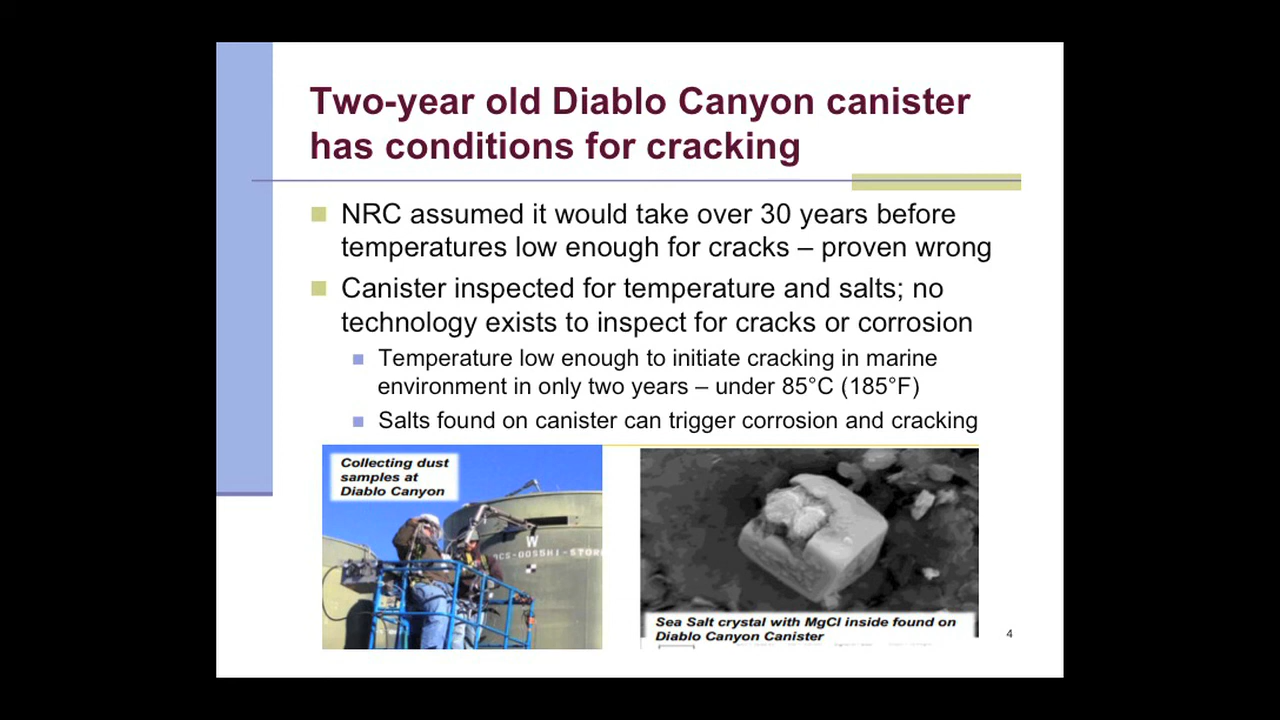 Two-year old Diablo Canyon canister
has conditions for cracking
NRC assumed it would take over 30 years before
temperatures low enough for cracks – proven wrong
Canister inspected for temperature and salts; no
technology exists to inspect for cracks or corrosion
Temperature low enough to initiate cracking in marine
environment in only two years – under 85°C (185°F)
Salts found on canister can trigger corrosion and cracking
Collecting dust
samples at
Diablo Canyon
W
Sea Salt crystal with MgCl inside found on
Diablo Canyon Canister
4